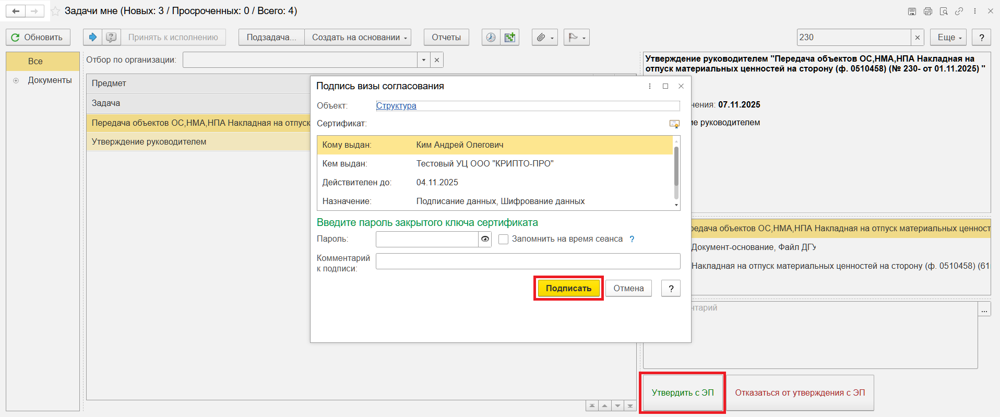 Задачи мне (Новых: 3 / Просроченных: 0 / Всего: 4)
Обновить
Принять к исполнению
Подзадача...
Создать на основании
Отчеты
230
Еще
?
Все
Документы
Отбор по организации:
Предмет
Задача
Передача объектов ОС,НМА,НПА Накладная на отпуск
Утверждение руководителем
Утверждение руководителем "Передача объектов ОС,НМА,НПА Накладная на
отпуск материальных ценностей на сторону (ф. 0510458) (№ 230- от 01.11.2025) "
нения: 07.11.2025
е руководителем
Подпись визы согласования
Объект:
Структура
Сертификат:
Кому выдан:
Ким Андрей Олегович
Кем выдан:
Тестовый УЦ ООО "КРИПТО-ПРО"
Действителен до:
04.11.2025
Назначение:
Подписание данных, Шифрование данных
Введите пароль закрытого ключа сертификата
Пароль:
Запомнить на время сеанса ?
Комментарий
к подписи:
Подписать
Отмена
?
редача объектов ОС,НМА,НПА Накладная на отпуск материальных ценност
Документ-основание, Файл ДГУ
Накладная на отпуск материальных ценностей на сторону (ф. 0510458) (61
нтарий
...
Утвердить с ЭП
Отказаться от утверждения с ЭП